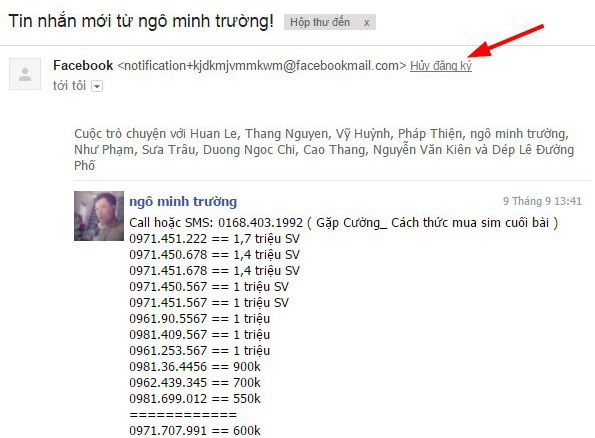 Tin nhắn mới từ ngô minh trường!
Hộp thư đến x
Facebook <notification+kjdkmjvmmkwm@facebookmail.com> Hủy đăng ký
tới tôi
Cuộc trò chuyện với Huan Le, Thang Nguyen, Vỹ Huỳnh, Pháp Thiện, ngô minh trường,
Như Phạm, Sưa Trâu, Duong Ngoc Chi, Cao Thang, Nguyễn Văn Kiên và Dép Lê Đường
Phố
ngô minh trường
9 Tháng 9 13:41
Call hoặc SMS: 0168.403.1992 ( Gặp Cường_ Cách thức mua sim cuối bài )
0971.451.222 == 1,7 triệu SV
0971.450.678 == 1,4 triệu SV
0971.451.678 == 1,4 triệu SV
0971.450.567 == 1 triệu SV
0971.451.567 == 1 triệu SV
0961.90.5567 == 1 triệu
0981.409.567 == 1 triệu
0961.253.567 == 1 triệu
0981.36.4456 == 900k
0962.439.345 == 700k
0981.699.012 == 550k
============
0971.707.991 == 600k